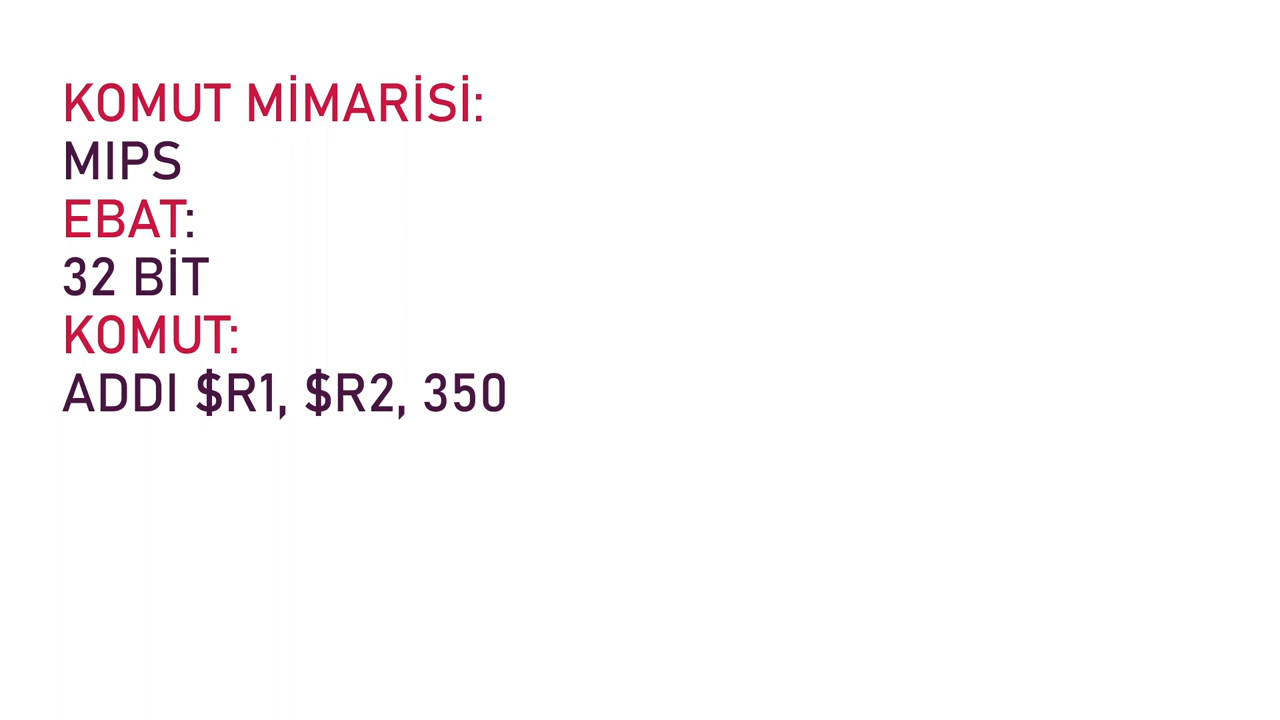 KOMUT MİMARİSİ:
MIPS
EBAT:
32 BİT
KOMUT:
ADDI $R1, $R2, 350